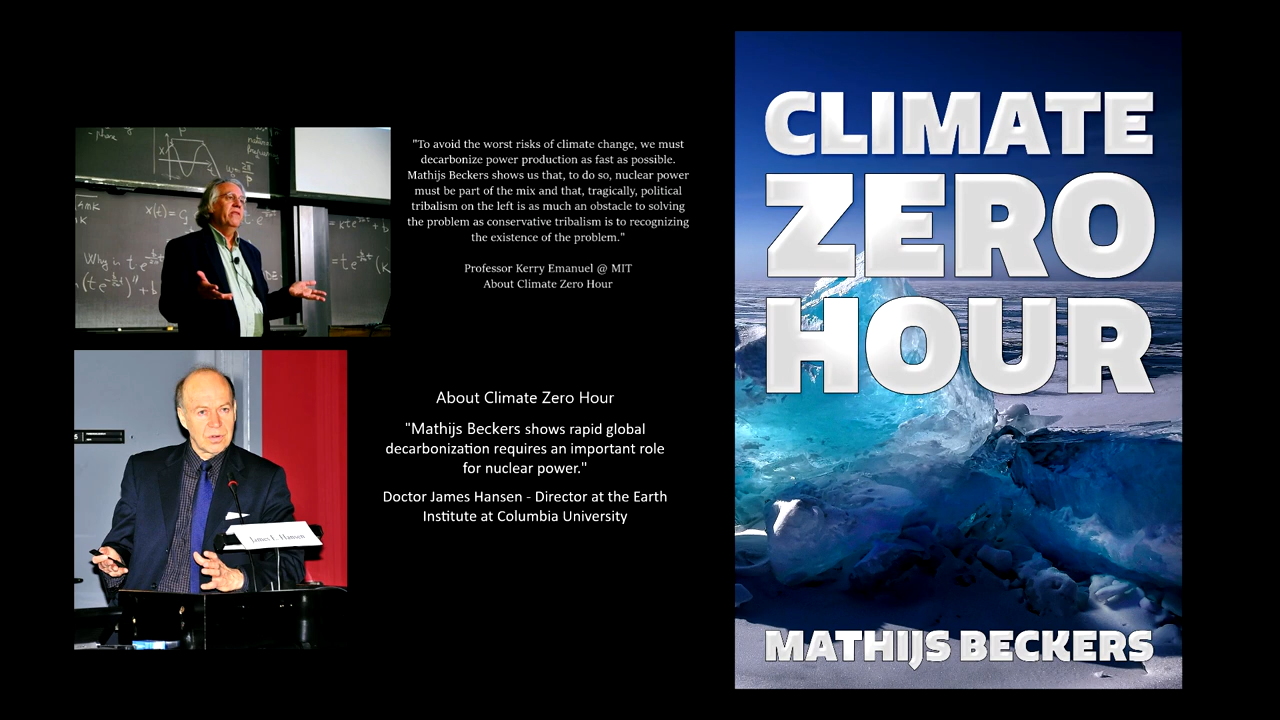 "To avoid the worst risks of climate change, we must
decarbonize power production as fast as possible.
Mathijs Beckers shows us that, to do so, nuclear power
must be part of the mix and that, tragically, political
tribalism on the left is as much an obstacle to solving
the problem as conservative tribalism is to recognizing
the existence of the problem."
Professor Kerry Emanuel @ MIT
About Climate Zero Hour
James E. Hansen
About Climate Zero Hour
"Mathijs Beckers shows rapid global
decarbonization requires an important role
for nuclear power."
Doctor James Hansen - Director at the Earth
Institute at Columbia University
CLIMATE
ZERO
HOUR
MATHIJS BECKERS